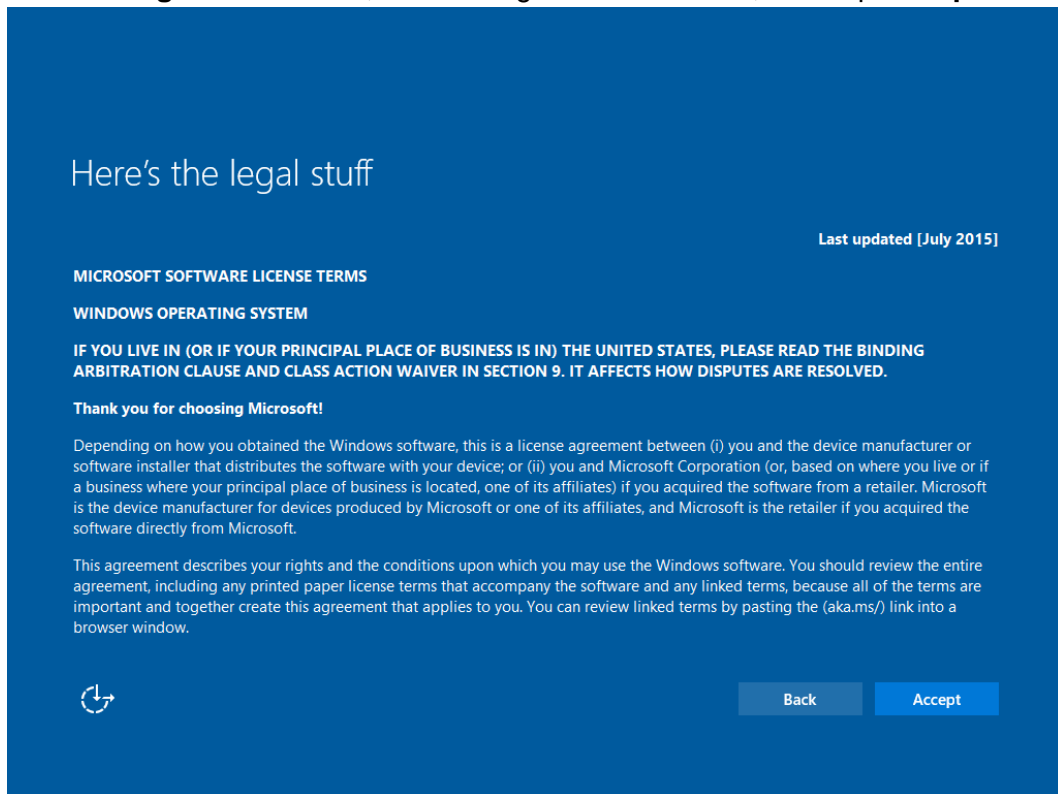 Here's the legal stuff
Last updated [July 2015]
MICROSOFT SOFTWARE LICENSE TERMS
WINDOWS OPERATING SYSTEM
IF YOU LIVE IN (OR IF YOUR PRINCIPAL PLACE OF BUSINESS IS IN) THE UNITED STATES, PLEASE READ THE BINDING
ARBITRATION CLAUSE AND CLASS ACTION WAIVER IN SECTION 9. IT AFFECTS HOW DISPUTES ARE RESOLVED.
Thank you for choosing Microsoft!
Depending on how you obtained the Windows software, this is a license agreement between (i) you and the device manufacturer or
software installer that distributes the software with your device; or (ii) you and Microsoft Corporation (or, based on where you live or if
a business where your principal place of business is located, one of its affiliates) if you acquired the software from a retailer. Microsoft
is the device manufacturer for devices produced by Microsoft or one of its affiliates, and Microsoft is the retailer if you acquired the
software directly from Microsoft.
This agreement describes your rights and the conditions upon which you may use the Windows software. You should review the entire
agreement, including any printed paper license terms that accompany the software and any linked terms, because all of the terms are
important and together create this agreement that applies to you. You can review linked terms by pasting the (aka.ms/) link into a
browser window.
Back
Accept